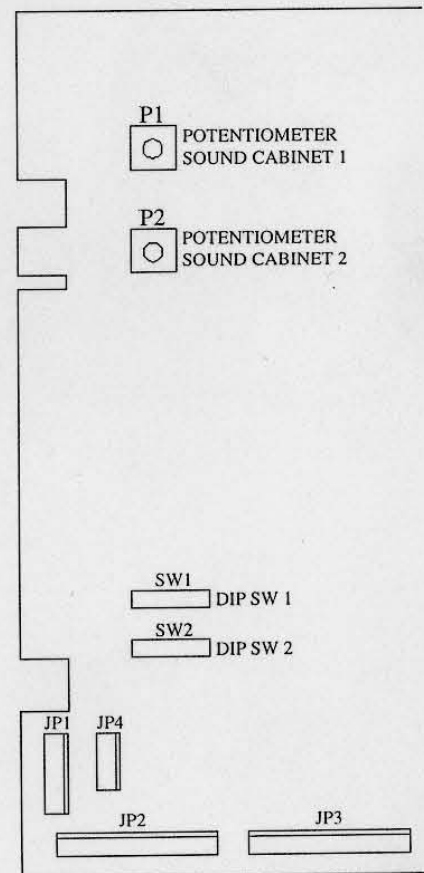 P1
POTENTIOMETER
SOUND CABINET 1
P2
POTENTIOMETER
SOUND CABINET 2
SW1
DIP SW 1
SW2
DIP SW 2
JP1
JP4
JP2
JP3